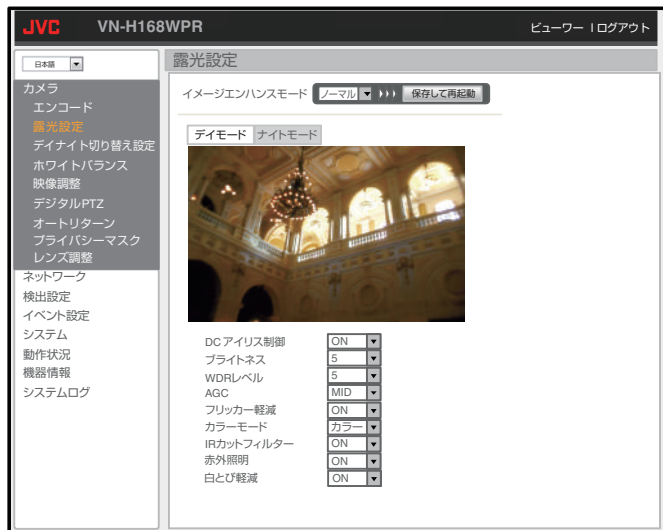 JVC VN-H168WPR ビューワー | ログアウト
日本語
カメラ
エンコード
露光設定
デイナイト切り替え設定
ホワイトバランス
映像調整
デジタルPTZ
オートリターン
プライバシーマスク
レンズ調整
ネットワーク
検出設定
イベント設定
システム
動作状況
機器情報
システムログ
露光設定
イメージエンハンスモード ノーマル 保存して再起動
デイモード ナイトモード
DC アイリス制御 ON
ブライトネス 5
WDRレベル 5
AGC MID
フリッカー軽減 ON
カラーモード カラー
IRカットフィルター ON
赤外照明 ON
白とび軽減 ON